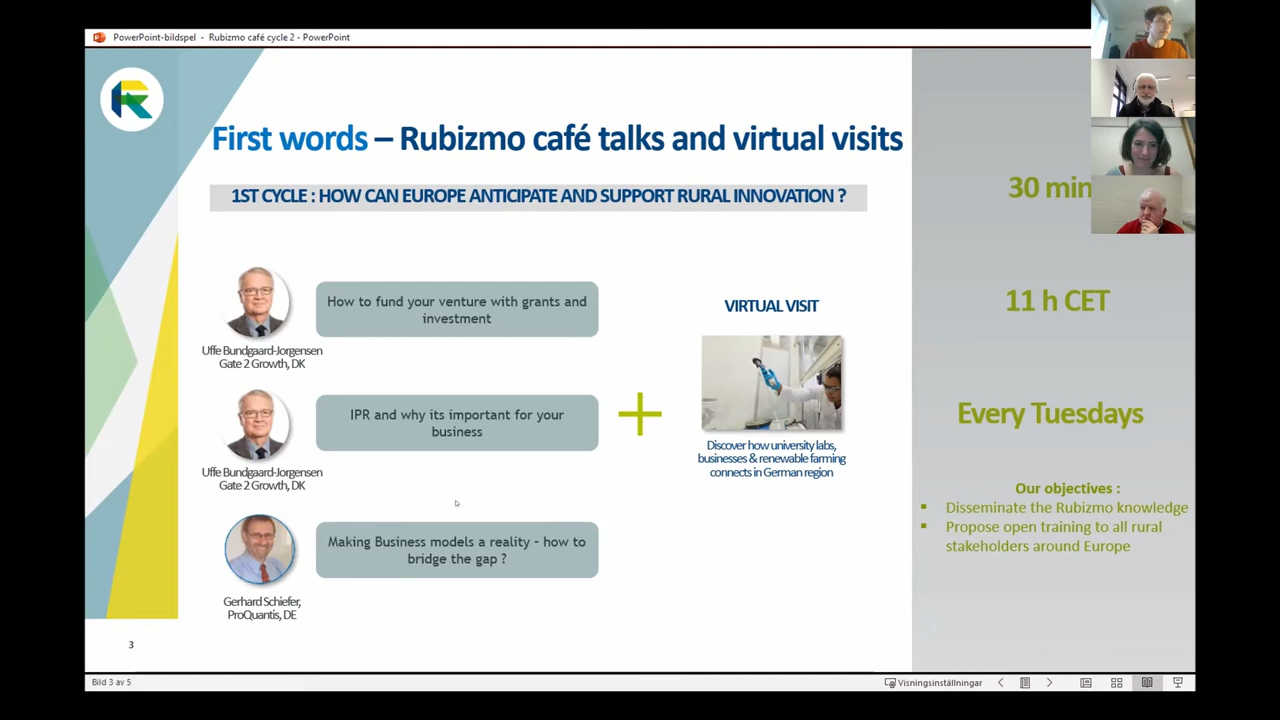 PowerPoint-bildspel - Rubizmo café cycle 2 - PowerPoint
First words – Rubizmo café talks and virtual visits
1ST CYCLE : HOW CAN EUROPE ANTICIPATE AND SUPPORT RURAL INNOVATION ?
How to fund your venture with grants and
investment
Uffe Bundgaard-Jorgensen
Gate 2 Growth, DK
IPR and why its important for your
business
Uffe Bundgaard-Jorgensen
Gate 2 Growth, DK
Making Business models a reality – how to
bridge the gap ?
Gerhard Schiefer,
ProQuantis, DE
VIRTUAL VISIT
Discover how university labs,
businesses & renewable farming
connects in German region
30 min
11 h CET
Every Tuesdays
Our objectives :
▪ Disseminate the Rubizmo knowledge
▪ Propose open training to all rural
stakeholders around Europe
3
Bild 3 av 5
Visningsinställningar